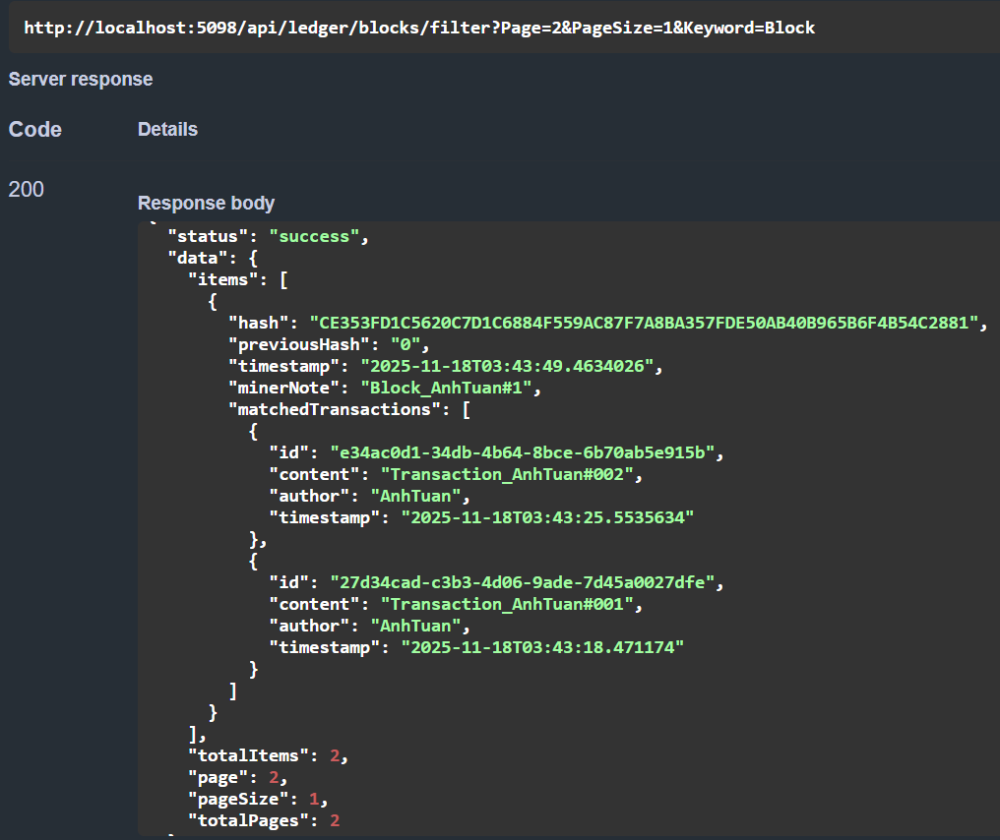 http://localhost:5098/api/ledger/blocks/filter?Page=2&PageSize=1&Keyword=Block
Server response
Code Details
200
Response body
{
"status": "success",
"data": {
"items": [
{
"hash": "CE353FD1C5620C7D1C6884F559AC87F7A8BA357FDE50AB40B965B6F4B54C2881",
"previousHash": "0",
"timestamp": "2025-11-18T03:43:49.4634026",
"minerNote": "Block_AnhTuan#1",
"matchedTransactions": [
{
"id": "e34ac0d1-34db-4b64-8bce-6b70ab5e915b",
"content": "Transaction_AnhTuan#002",
"author": "AnhTuan",
"timestamp": "2025-11-18T03:43:25.5535634"
},
{
"id": "27d34cad-c3b3-4d06-9ade-7d45a0027dfe",
"content": "Transaction_AnhTuan#001",
"author": "AnhTuan",
"timestamp": "2025-11-18T03:43:18.471174"
}
]
}
],
"totalItems": 2,
"page": 2,
"pageSize": 1,
"totalPages": 2